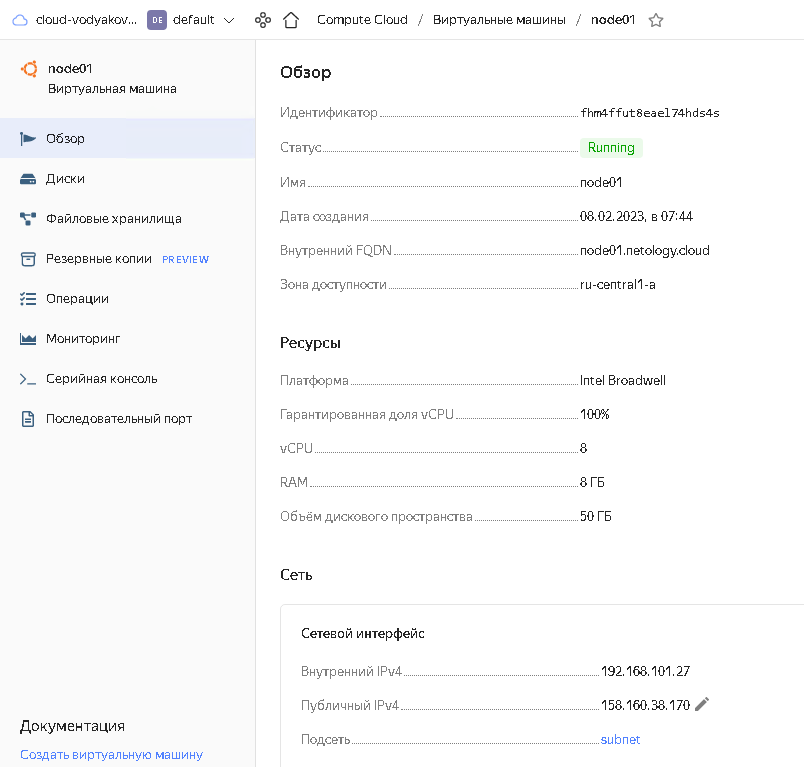 cloud-vodyakov... DE default Compute Cloud / Виртуальные машины / node01
node01
Виртуальная машина
Обзор
Диски
Файловые хранилища
Резервные копии PREVIEW
Операции
Мониторинг
Серийная консоль
Последовательный порт
Документация
Создать виртуальную машину
Обзор
Идентификатор fhm4ffut8eael74hds4s
Статус Running
Имя node01
Дата создания 08.02.2023, в 07:44
Внутренний FQDN node01.netology.cloud
Зона доступности ru-central1-a
Ресурсы
Платформа Intel Broadwell
Гарантированная доля vCPU 100%
vCPU 8
RAM 8 ГБ
Объём дискового пространства 50 ГБ
Сеть
Сетевой интерфейс
Внутренний IPv4 192.168.101.27
Публичный IPv4 158.160.38.170
Подсеть subnet